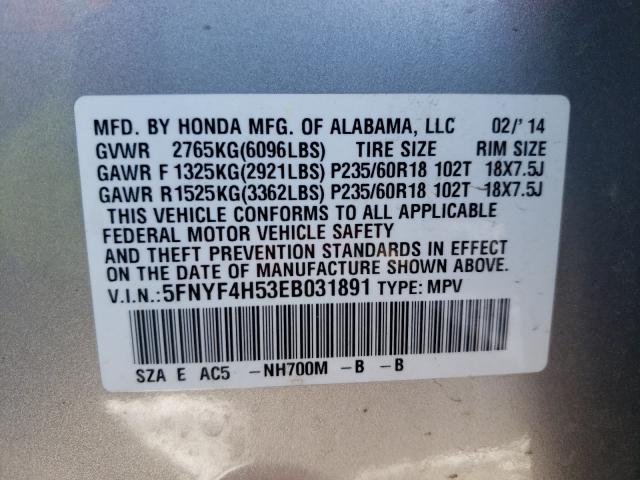 MFD. BY HONDA MFG. OF ALABAMA, LLC 02/'14
GVWR 2765KG(6096LBS) TIRE SIZE RIM SIZE
GAWR F 1325KG(2921LBS) P235/60R18 102T 18X7.5J
GAWR R1525KG(3362LBS) P235/60R18 102T 18X7.5J
THIS VEHICLE CONFORMS TO ALL APPLICABLE
FEDERAL MOTOR VEHICLE SAFETY
AND THEFT PREVENTION STANDARDS IN EFFECT
ON THE DATE OF MANUFACTURE SHOWN ABOVE.
V.I.N.:5FNYF4H53EB031891 TYPE: MPV
SZA E AC5 -NH700M -B -B